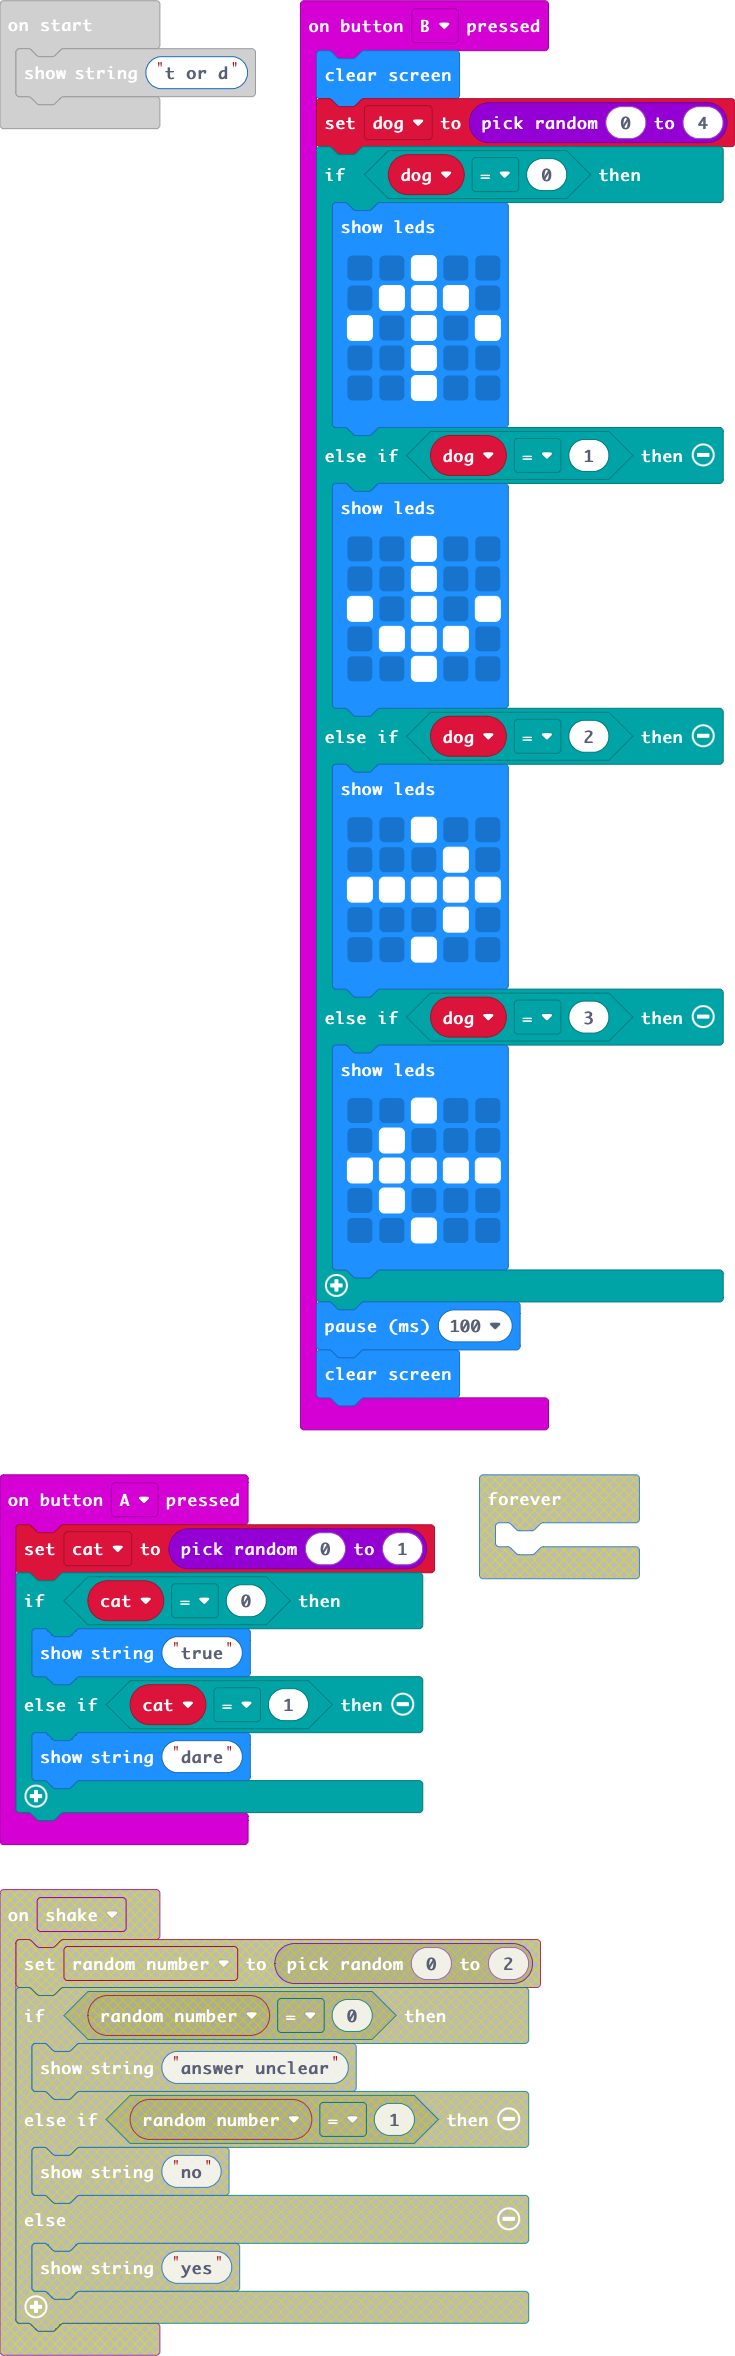 on start
show string "t or d"
on button B pressed
clear screen
set dog to pick random 0 to 4
if dog = 0 then
show leds
else if dog = 1 then
show leds
else if dog = 2 then
show leds
else if dog = 3 then
show leds
pause (ms) 100
clear screen
on button A pressed
set cat to pick random 0 to 1
if cat = 0 then
show string "true"
else if cat = 1 then
show string "dare"
forever
on shake
set random number to pick random 0 to 2
if random number = 0 then
show string "answer unclear"
else if random number = 1 then
show string "no"
else
show string "yes"